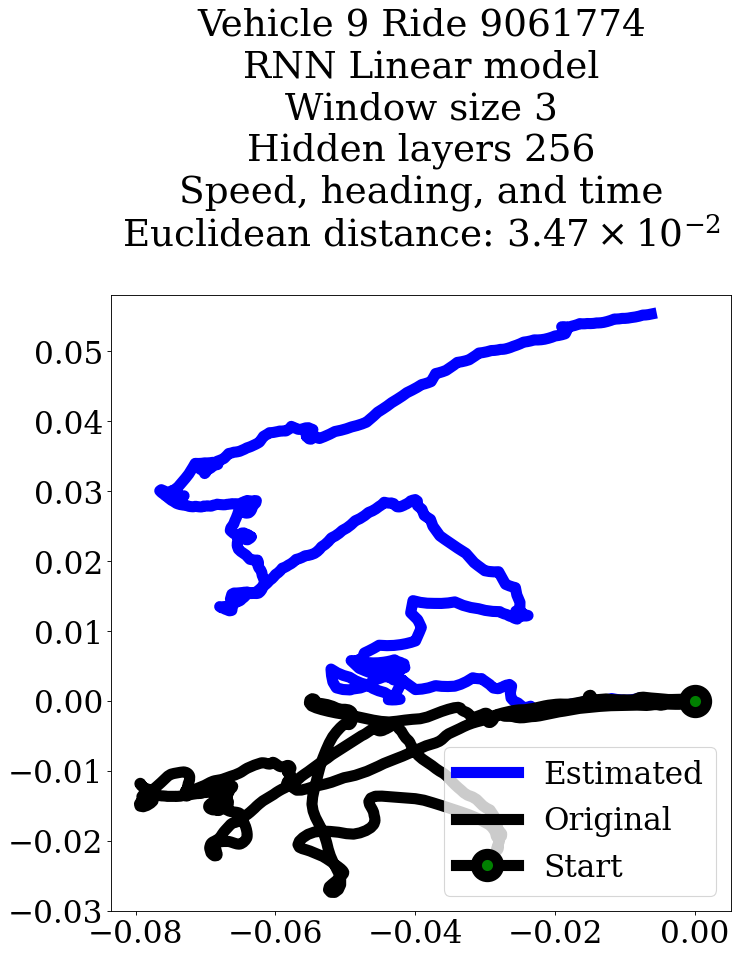 Vehicle 9 Ride 9061774
RNN Linear model
Window size 3
Hidden layers 256
Speed, heading, and time
Euclidean distance: 3.47 × 10⁻²
0.05
0.04
0.03
0.02
0.01
0.00
−0.01
−0.02
−0.03
Estimated
Original
Start
−0.08 −0.06 −0.04 −0.02 0.00